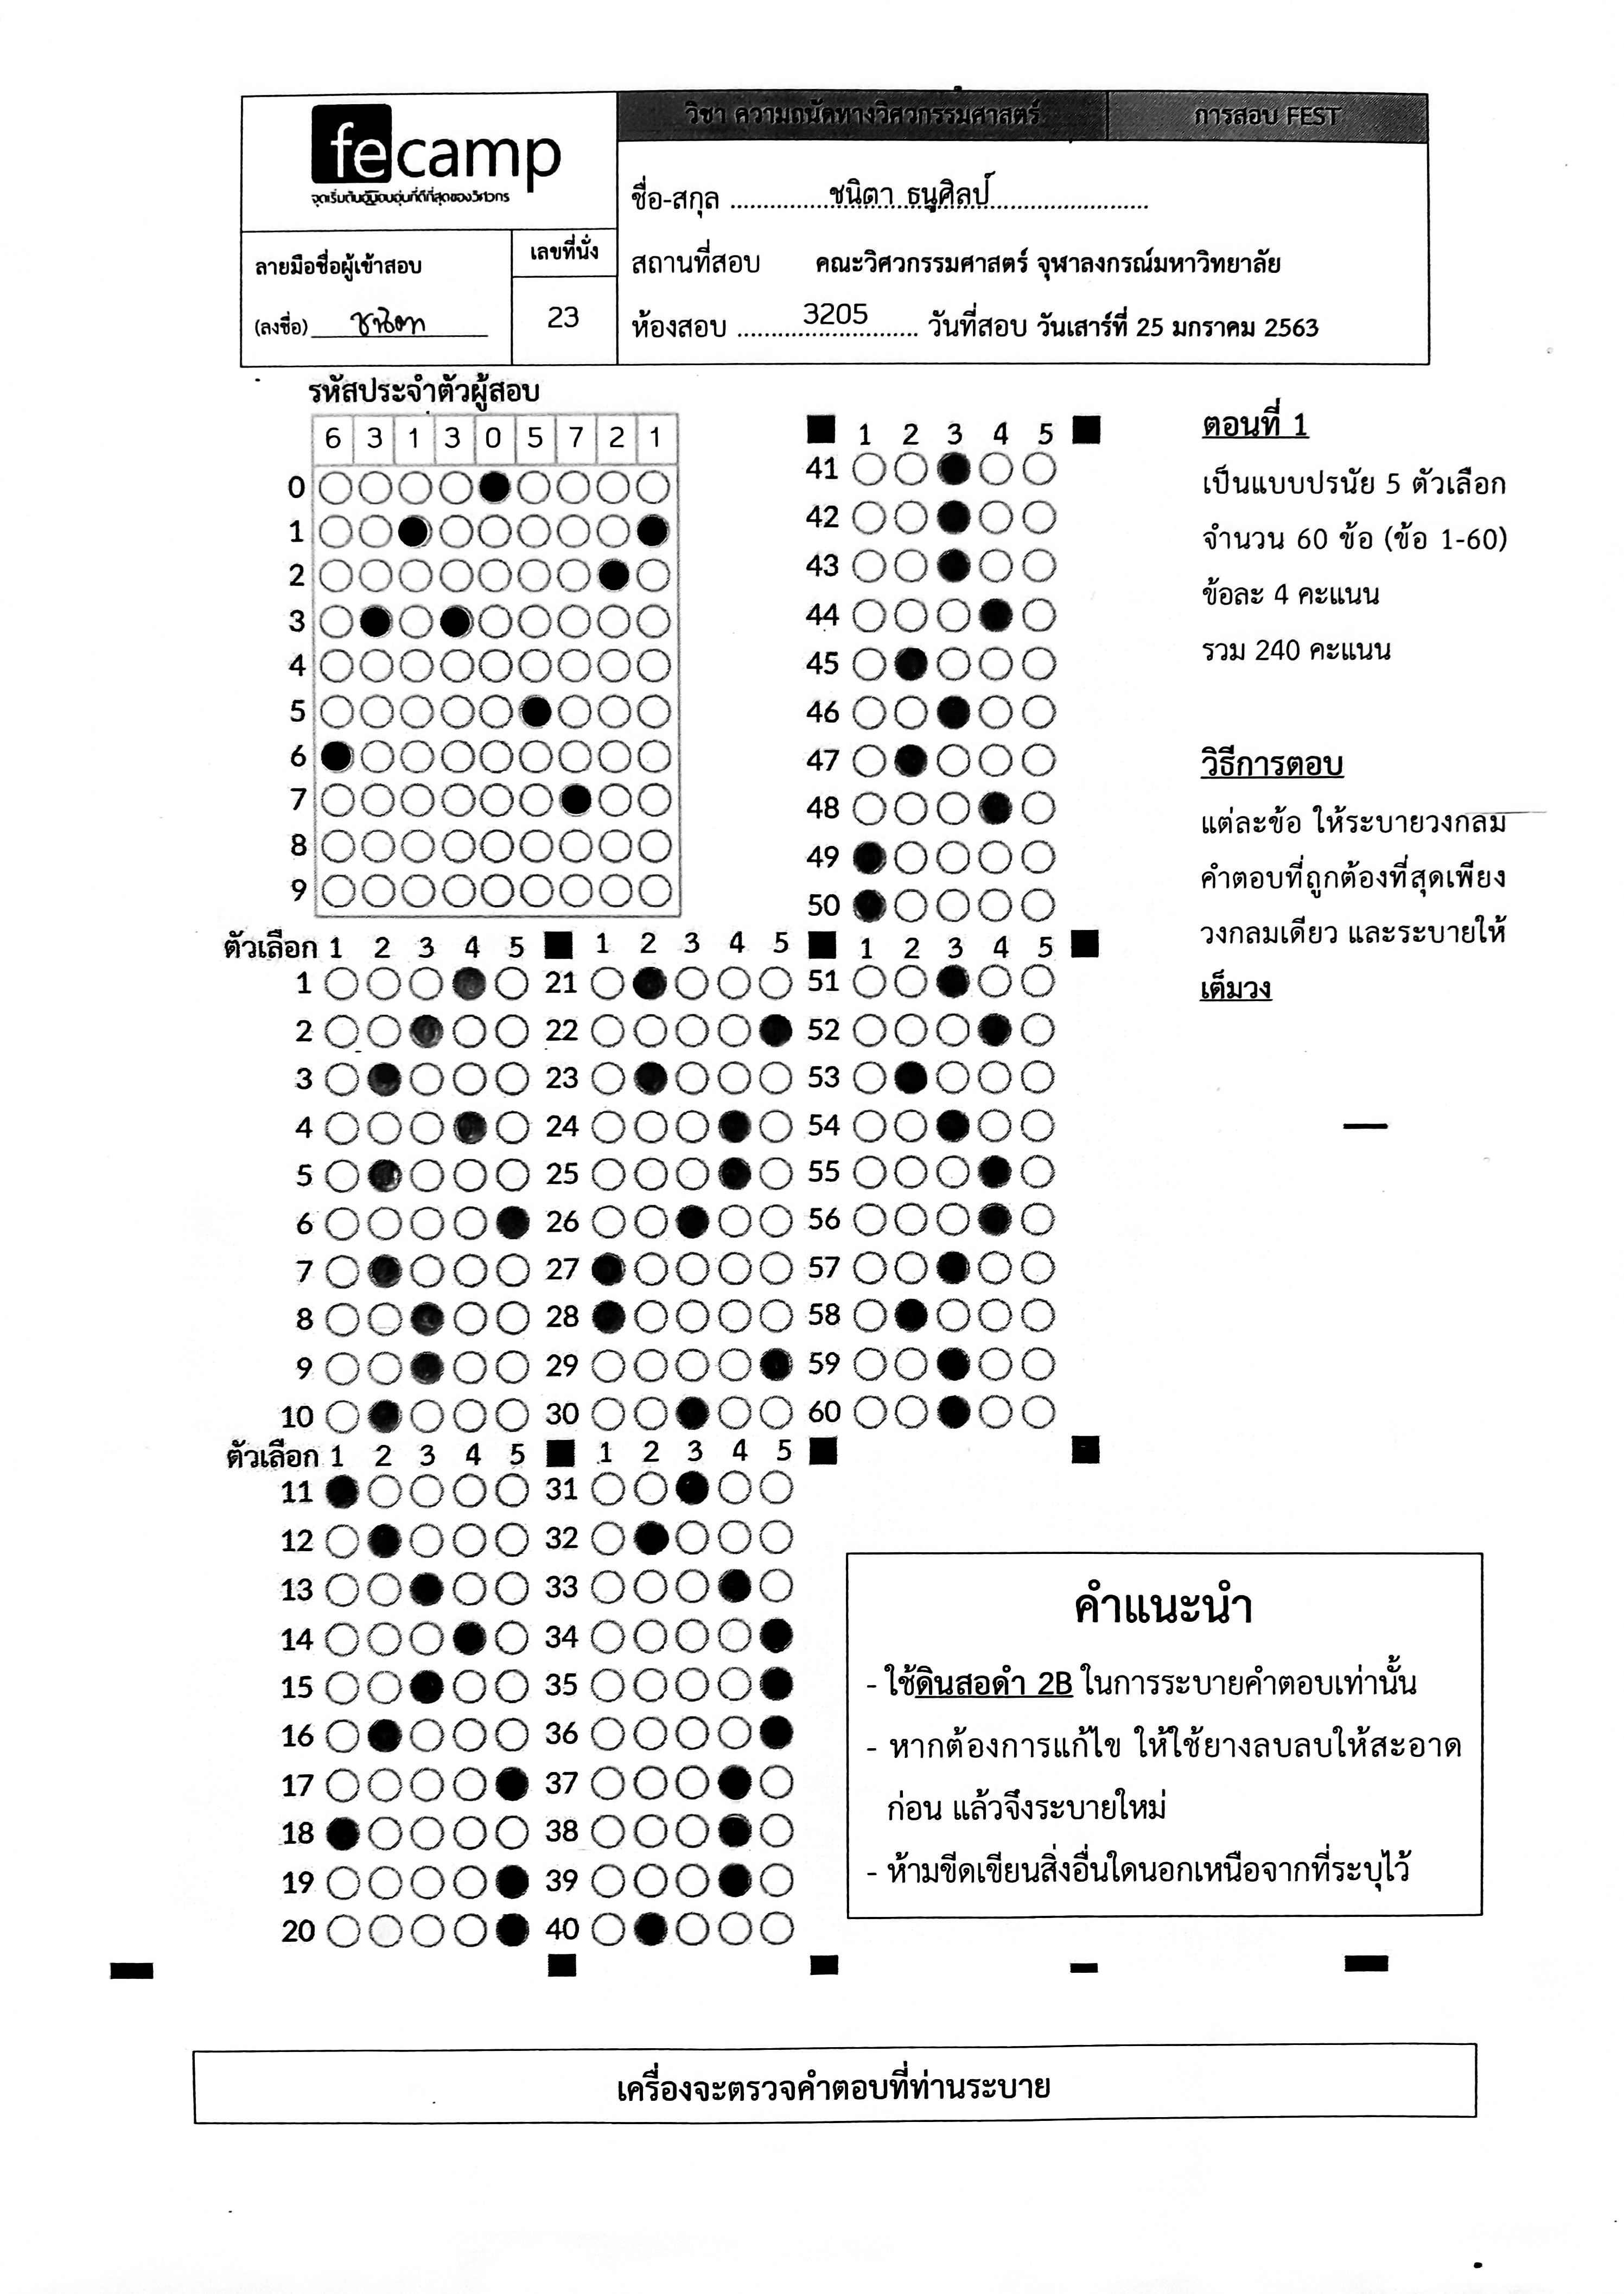 fecamp
จุดเริ่มต้นอันอบอุ่นที่ดีที่สุดของวิศวกร
วิชา ความถนัดทางวิศวกรรมศาสตร์
การสอบ FEST
ชื่อ-สกุล ชนิตา ธนูศิลป์
ลายมือชื่อผู้เข้าสอบ
เลขที่นั่ง
สถานที่สอบ คณะวิศวกรรมศาสตร์ จุฬาลงกรณ์มหาวิทยาลัย
(ลงชื่อ) ชนิตา
23
ห้องสอบ 3205 วันที่สอบ วันเสาร์ที่ 25 มกราคม 2563
รหัสประจำตัวผู้สอบ
6 3 1 3 0 5 7 2 1
0
1
2
3
4
5
6
7
8
9
1 2 3 4 5
41
42
43
44
45
46
47
48
49
50
ตอนที่ 1
เป็นแบบปรนัย 5 ตัวเลือก
จำนวน 60 ข้อ (ข้อ 1-60)
ข้อละ 4 คะแนน
รวม 240 คะแนน
วิธีการตอบ
แต่ละข้อ ให้ระบายวงกลม
คำตอบที่ถูกต้องที่สุดเพียง
วงกลมเดียว และระบายให้
เต็มวง
ตัวเลือก 1 2 3 4 5 1 2 3 4 5 1 2 3 4 5
1 21 51
2 22 52
3 23 53
4 24 54
5 25 55
6 26 56
7 27 57
8 28 58
9 29 59
10 30 60
ตัวเลือก 1 2 3 4 5 1 2 3 4 5
11 31
12 32
13 33
14 34
15 35
16 36
17 37
18 38
19 39
20 40
คำแนะนำ
- ใช้ดินสอดำ 2B ในการระบายคำตอบเท่านั้น
- หากต้องการแก้ไข ให้ใช้ยางลบลบให้สะอาด
ก่อน แล้วจึงระบายใหม่
- ห้ามขีดเขียนสิ่งอื่นใดนอกเหนือจากที่ระบุไว้
เครื่องจะตรวจคำตอบที่ท่านระบาย